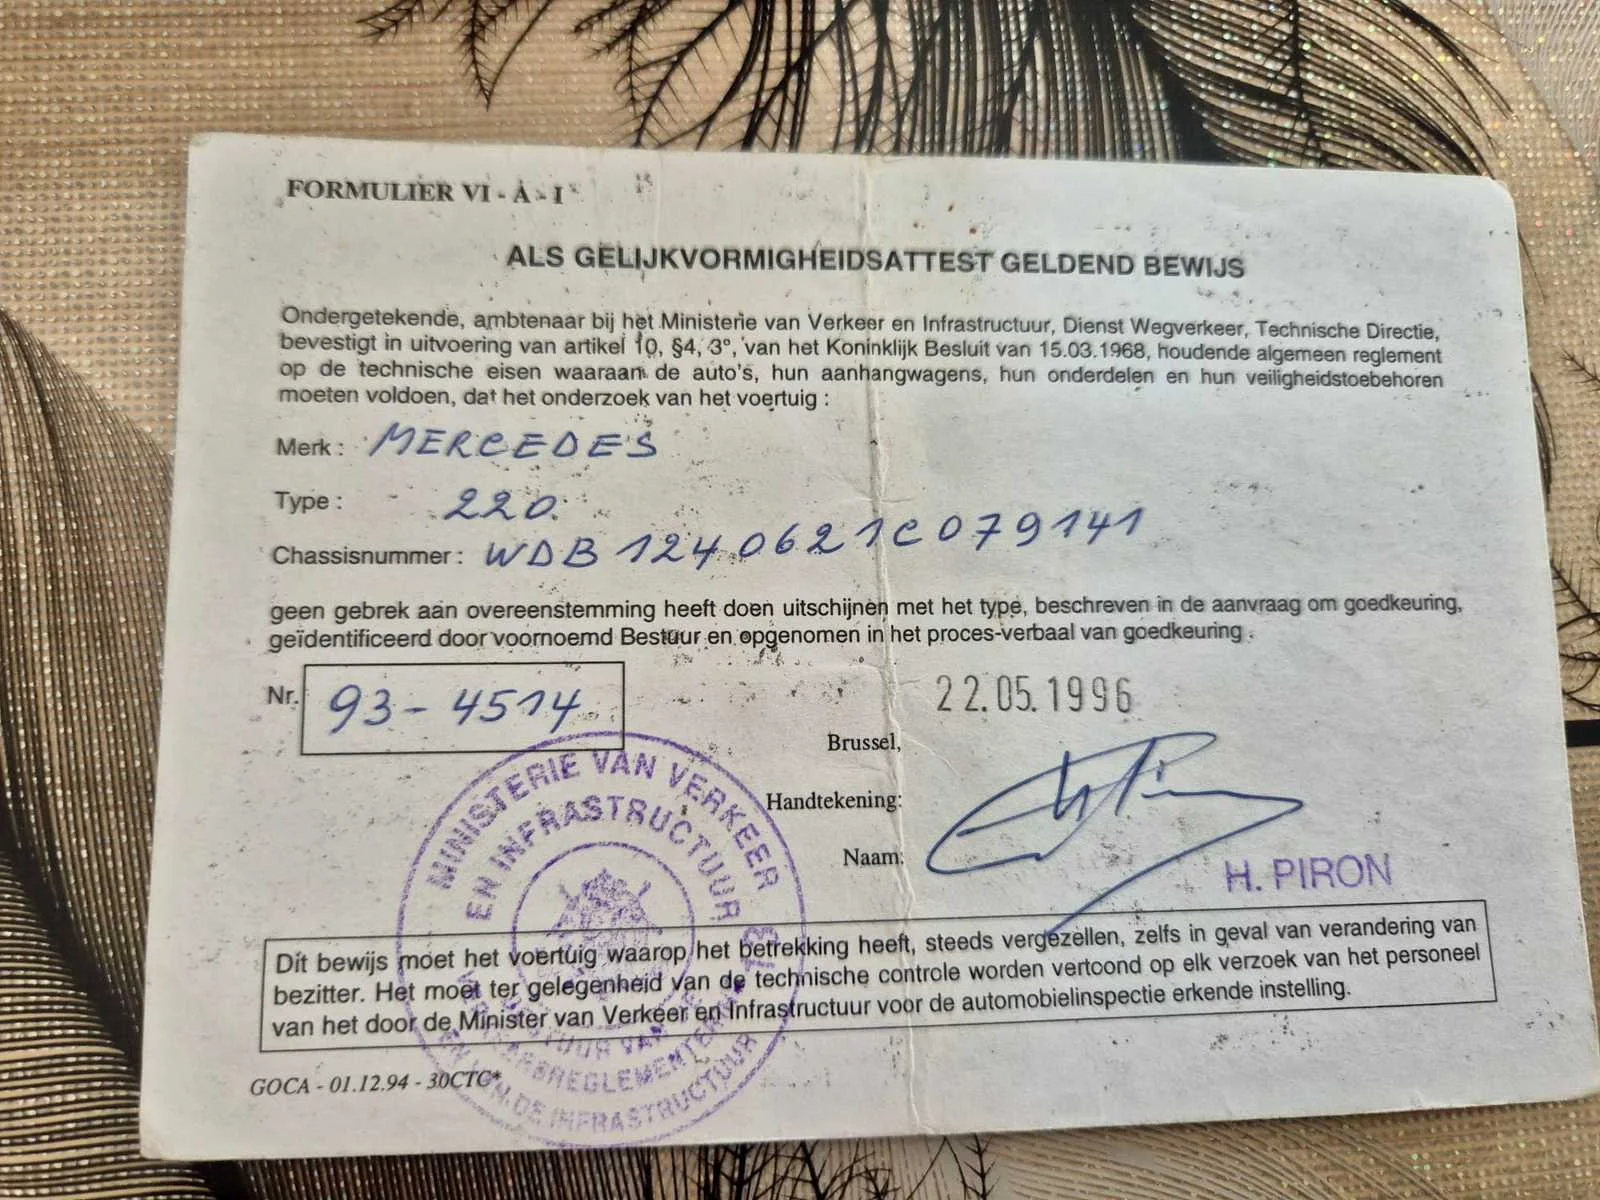 FORMULIER VI - A - I
ALS GELIJKVORMIGHEIDSATTEST GELDEND BEWIJS
Ondergetekende, ambtenaar bij het Ministerie van Verkeer en Infrastructuur, Dienst Wegverkeer, Technische Directie,
bevestigt in uitvoering van artikel 10, §4, 3°, van het Koninklijk Besluit van 15.03.1968, houdende algemeen reglement
op de technische eisen waaraan de auto's, hun aanhangwagens, hun onderdelen en hun veiligheidstoebehoren
moeten voldoen, dat het onderzoek van het voertuig :
Merk : MERCEDES
Type : 220
Chassisnummer : WDB 1240621C079141
geen gebrek aan overeenstemming heeft doen uitschijnen met het type, beschreven in de aanvraag om goedkeuring,
geïdentificeerd door voornoemd Bestuur en opgenomen in het proces-verbaal van goedkeuring .
Nr. 93-4514
22.05.1996
Brussel,
Handtekening:
Naam:
H. PIRON
MINISTERIE VAN VERKEER
EN INFRASTRUCTUUR
13
Dit bewijs moet het voertuig waarop het betrekking heeft, steeds vergezellen, zelfs in geval van verandering van
bezitter. Het moet ter gelegenheid van de technische controle worden vertoond op elk verzoek van het personeel
van het door de Minister van Verkeer en Infrastructuur voor de automobielinspectie erkende instelling.
EN VAN DE INFRASTRUCTUUR
GOCA - 01.12.94 - 30CTC*